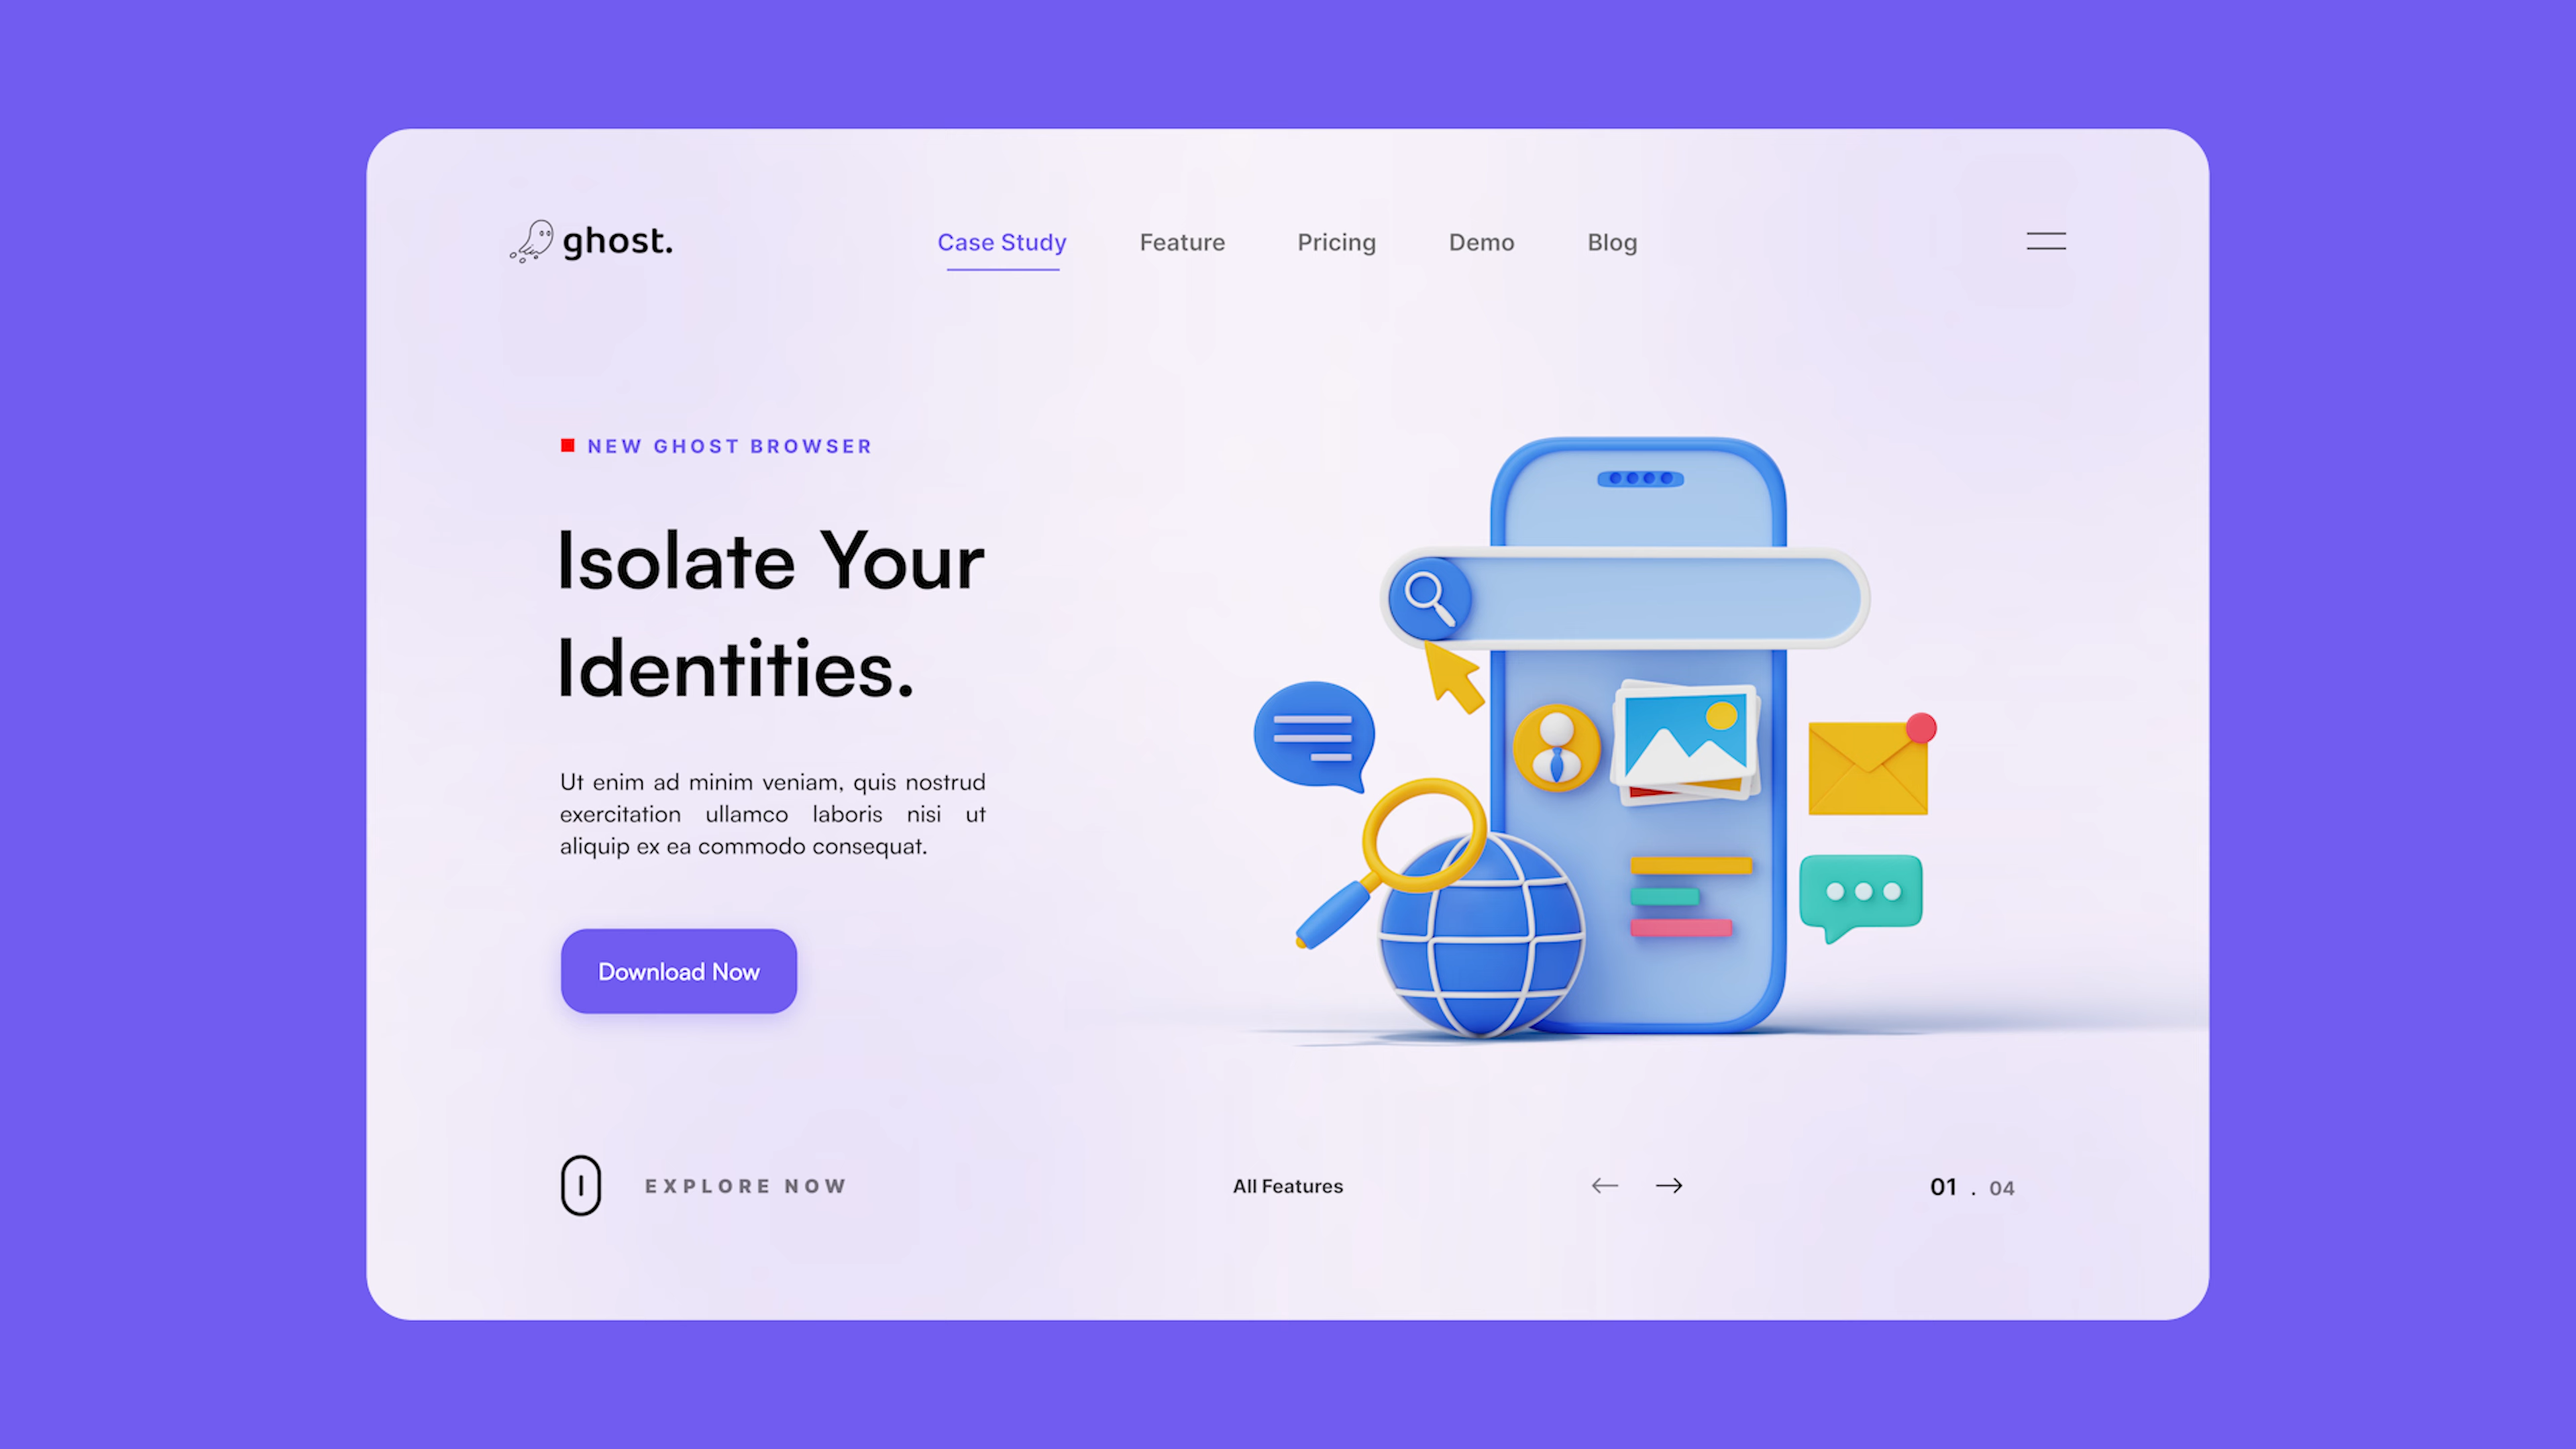 ghost.
Case Study
Feature
Pricing
Demo
Blog
NEW GHOST BROWSER
Isolate Your
Identities.
Ut enim ad minim veniam, quis nostrud
exercitation ullamco laboris nisi ut
aliquip ex ea commodo consequat.
Download Now
EXPLORE NOW
All Features
01 . 04